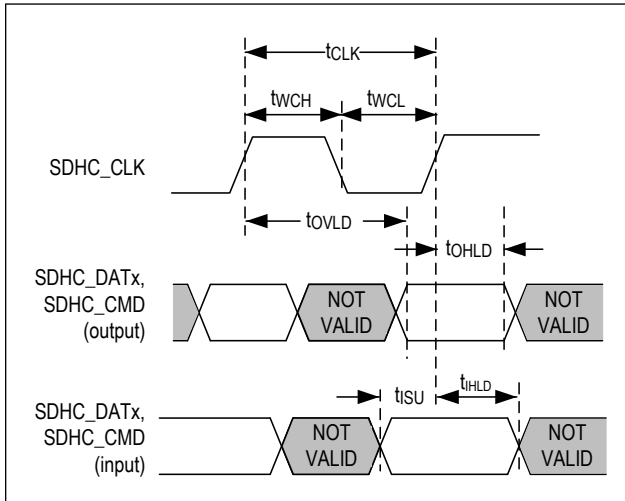 tCLK
tWCH
tWCL
SDHC_CLK
tOVLD
tOHLD
SDHC_DATx,
SDHC_CMD
(output)
NOT
VALID
NOT
VALID
tISU
tIHLD
SDHC_DATx,
SDHC_CMD
(input)
NOT
VALID
NOT
VALID